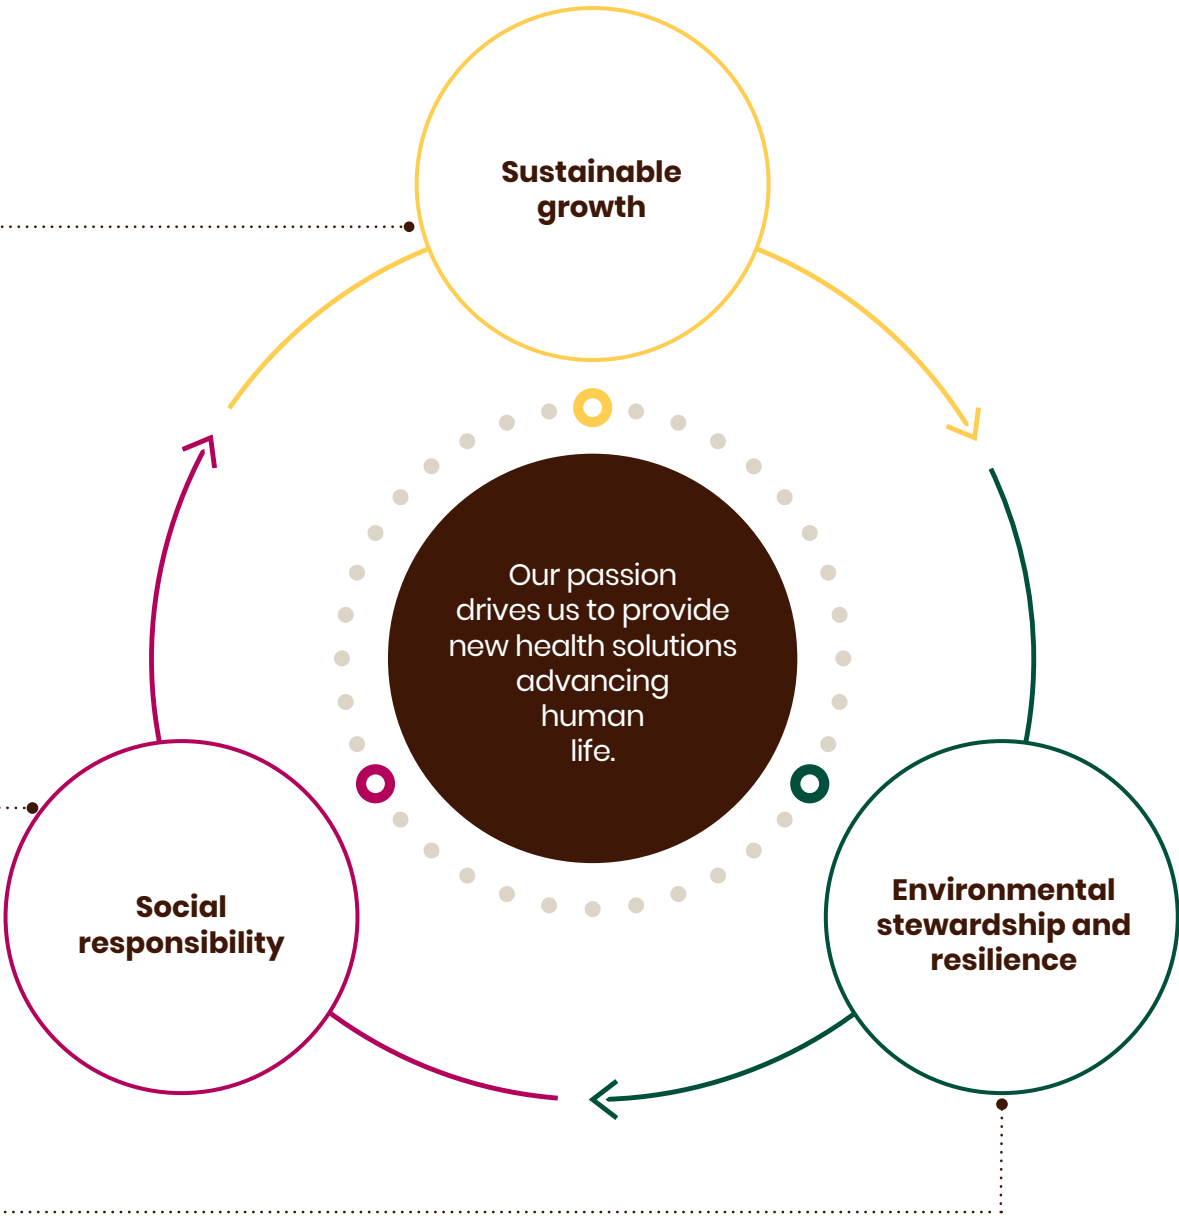 Sustainable
growth
Our passion
drives us to provide
new health solutions
advancing
human
life.
Social
responsibility
Environmental
stewardship and
resilience